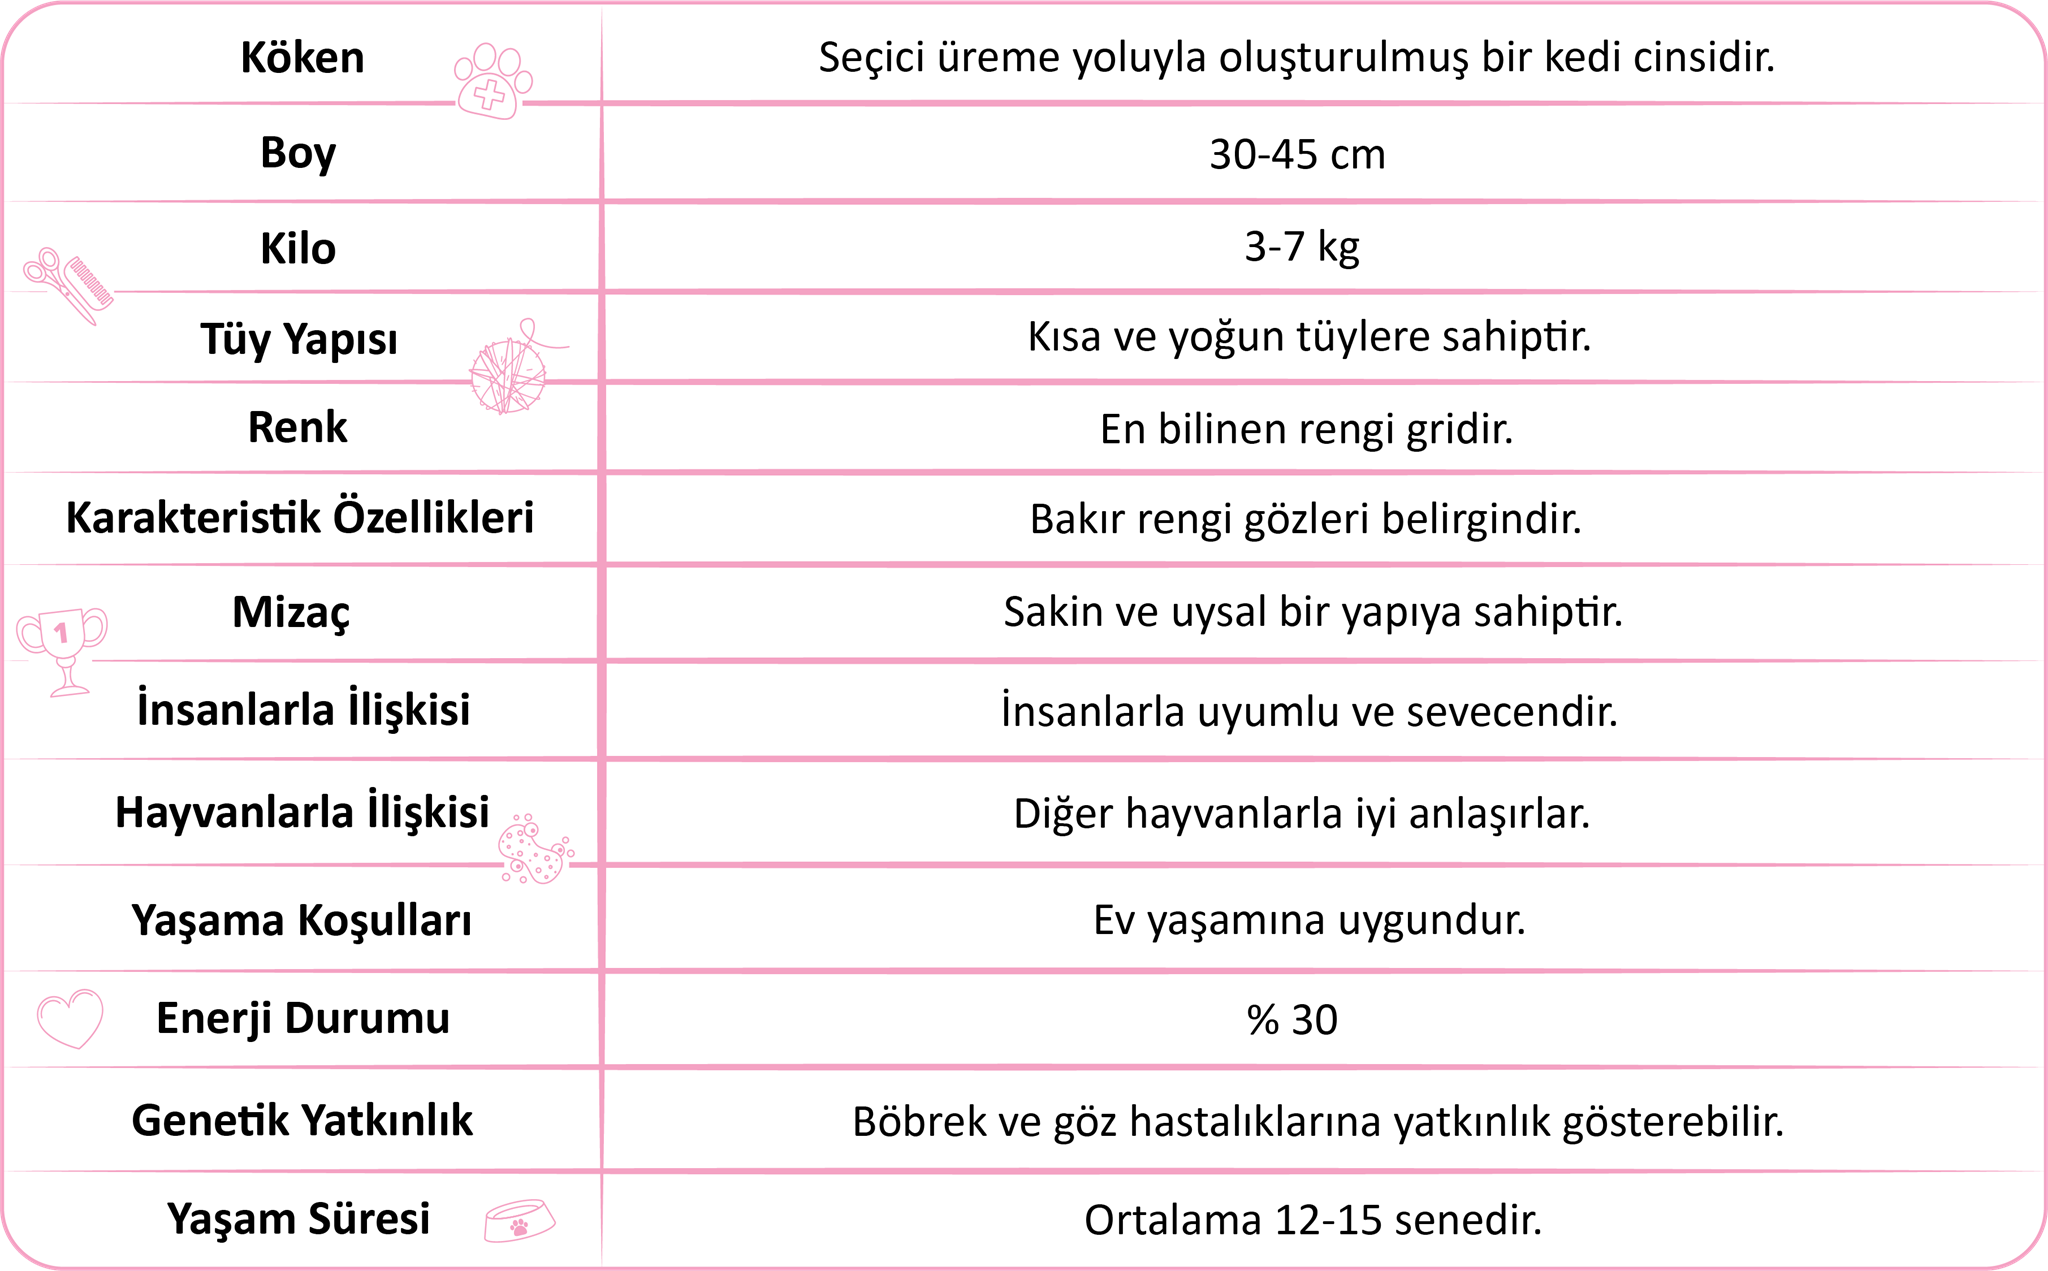 Köken
Seçici üreme yoluyla oluşturulmuş bir kedi cinsidir.
Boy
30-45 cm
Kilo
3-7 kg
Tüy Yapısı
Kısa ve yoğun tüylere sahiptir.
Renk
En bilinen rengi gridir.
Karakteristik Özellikleri
Bakır rengi gözleri belirgindir.
1
Mizaç
Sakin ve uysal bir yapıya sahiptir.
İnsanlarla İlişkisi
İnsanlarla uyumlu ve sevecendir.
Hayvanlarla İlişkisi
Diğer hayvanlarla iyi anlaşırlar.
Yaşama Koşulları
Ev yaşamına uygundur.
Enerji Durumu
% 30
Genetik Yatkınlık
Böbrek ve göz hastalıklarına yatkınlık gösterebilir.
Yaşam Süresi
Ortalama 12-15 senedir.